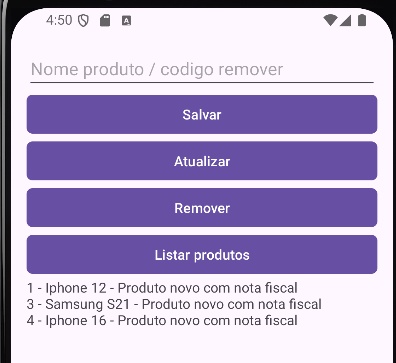 4:50
A
Nome produto / codigo remover
Salvar
Atualizar
Remover
Listar produtos
1 - Iphone 12 - Produto novo com nota fiscal
3 - Samsung S21 - Produto novo com nota fiscal
4 - Iphone 16 - Produto novo com nota fiscal